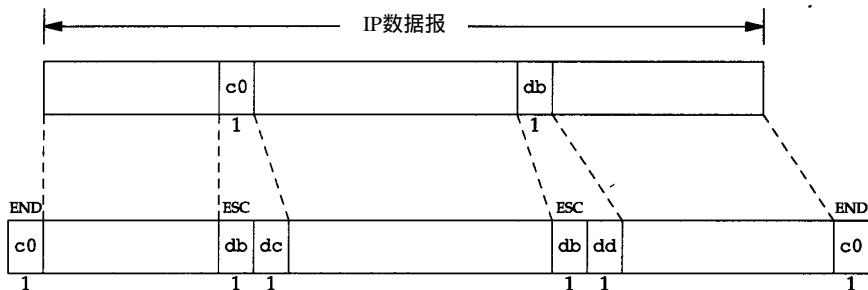 IP数据报
c0 db
1 1
END ESC ESC END
c0 db dc db dd c0
1 1 1 1 1 1